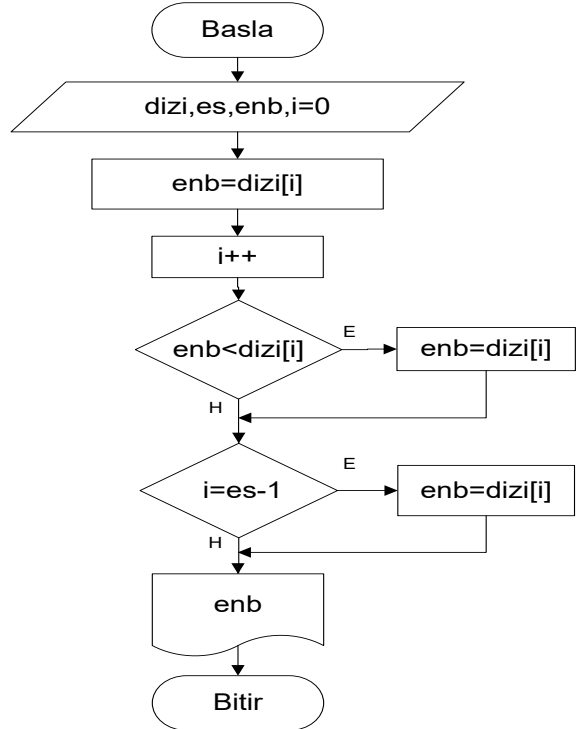 Basla
dizi,es,enb,i=0
enb=dizi[i]
i++
enb<dizi[i]
E
enb=dizi[i]
H
i=es-1
E
enb=dizi[i]
H
enb
Bitir